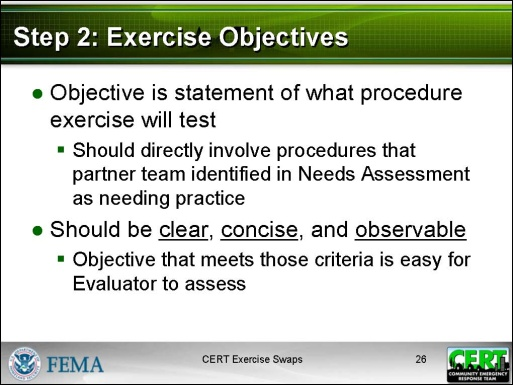 Step 2: Exercise Objectives
● Objective is statement of what procedure
exercise will test
▪ Should directly involve procedures that
partner team identified in Needs Assessment
as needing practice
● Should be clear, concise, and observable
▪ Objective that meets those criteria is easy for
Evaluator to assess
FEMA
CERT Exercise Swaps
26
CERT
COMMUNITY EMERGENCY
RESPONSE TEAM